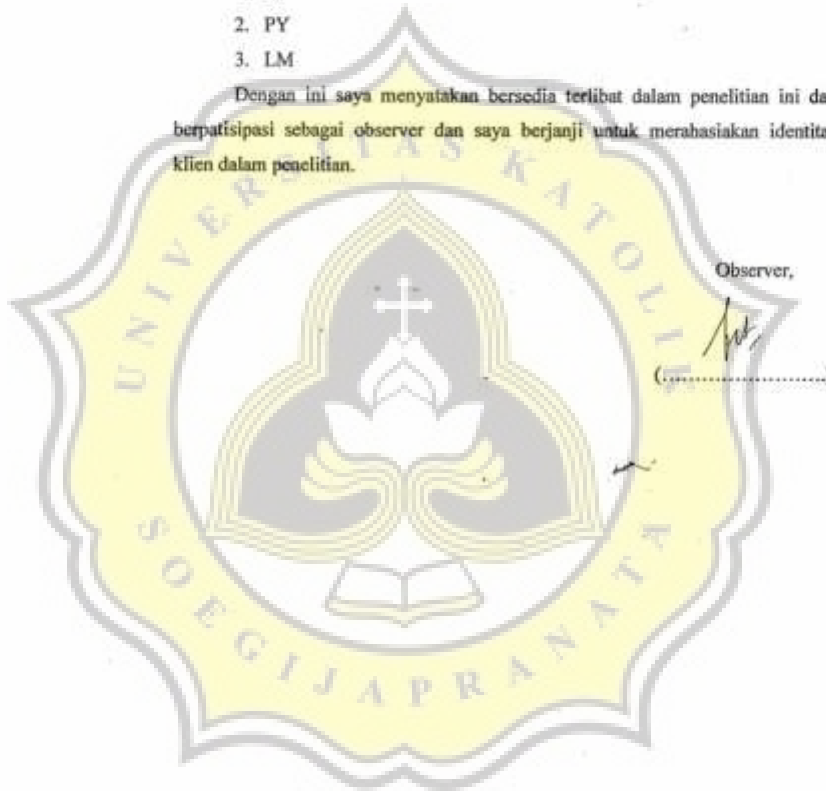 2. PY
3. LM
Dengan ini saya menyatakan bersedia terlibat dalam penelitian ini da
berpatisipasi sebagai observer dan saya berjanji untuk merahasiakan identita
klien dalam penelitian.
Observer,
(....................)
UNIVERSITAS KATOLIK
SOEGIJAPRANATA